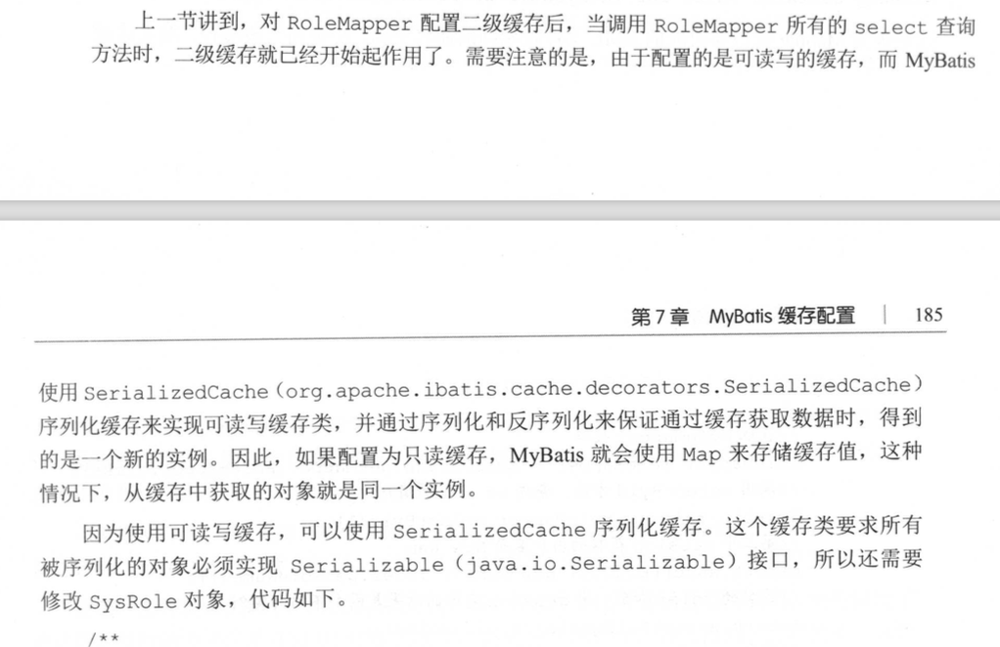 上一节讲到，对 RoleMapper 配置二级缓存后，当调用 RoleMapper 所有的 select 查询
方法时，二级缓存就已经开始起作用了。需要注意的是，由于配置的是可读写的缓存，而 MyBatis
第 7 章 MyBatis 缓存配置 | 185
使用 SerializedCache（org.apache.ibatis.cache.decorators.SerializedCache）
序列化缓存来实现可读写缓存类，并通过序列化和反序列化来保证通过缓存获取数据时，得到
的是一个新的实例。因此，如果配置为只读缓存，MyBatis 就会使用 Map 来存储缓存值，这种
情况下，从缓存中获取的对象就是同一个实例。
因为使用可读写缓存，可以使用 SerializedCache 序列化缓存。这个缓存类要求所有
被序列化的对象必须实现 Serializable（java.io.Serializable）接口，所以还需要
修改 SysRole 对象，代码如下。
/**